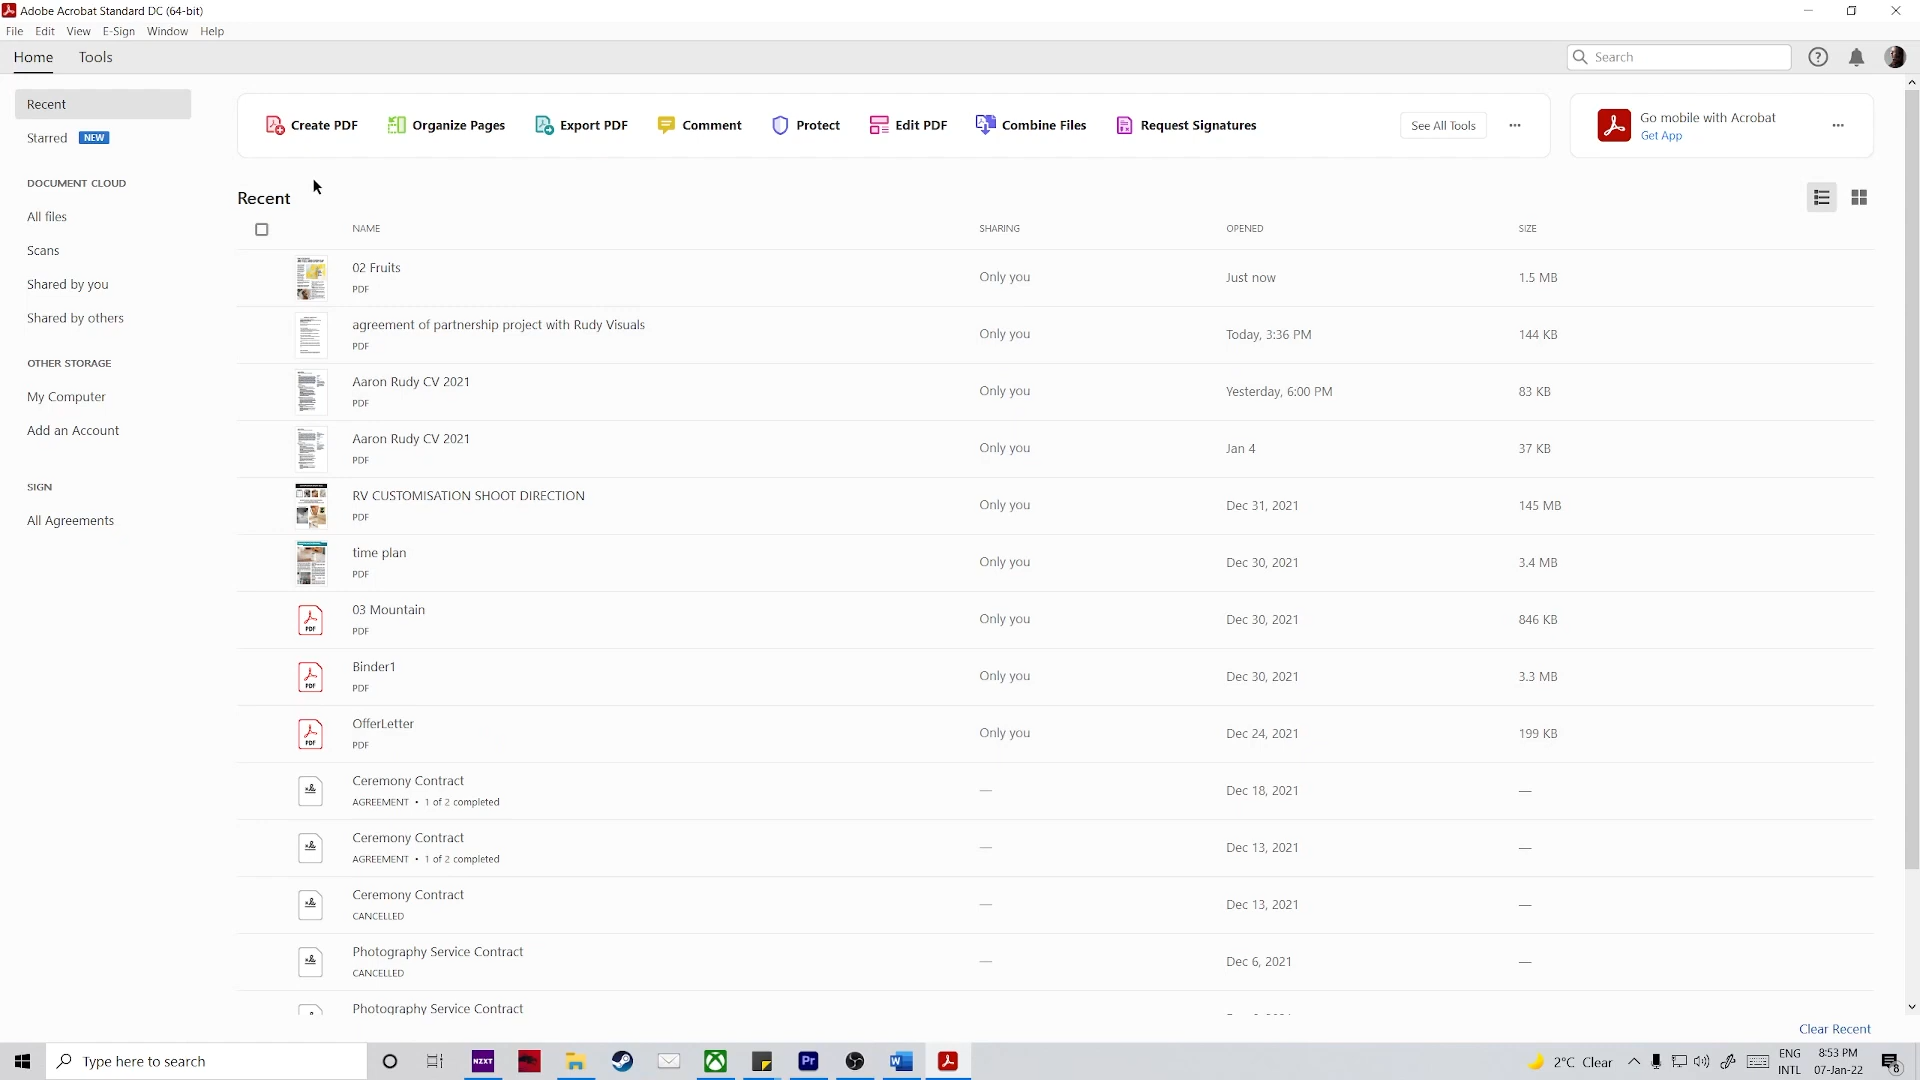 Adobe Acrobat Standard DC (64-bit)
File Edit View E-Sign Window Help
Home Tools
Search
Recent
Starred NEW
DOCUMENT CLOUD
All files
Scans
Shared by you
Shared by others
OTHER STORAGE
My Computer
Add an Account
SIGN
All Agreements
Create PDF Organize Pages Export PDF Comment Protect Edit PDF Combine Files Request Signatures See All Tools
Go mobile with Acrobat
Get App
Recent
NAME SHARING OPENED SIZE
02 Fruits Only you Just now 1.5 MB
PDF
agreement of partnership project with Rudy Visuals Only you Today, 3:36 PM 144 KB
PDF
Aaron Rudy CV 2021 Only you Yesterday, 6:00 PM 83 KB
PDF
Aaron Rudy CV 2021 Only you Jan 4 37 KB
PDF
RV CUSTOMISATION SHOOT DIRECTION Only you Dec 31, 2021 145 MB
PDF
time plan Only you Dec 30, 2021 3.4 MB
PDF
03 Mountain Only you Dec 30, 2021 846 KB
PDF
Binder1 Only you Dec 30, 2021 3.3 MB
PDF
OfferLetter Only you Dec 24, 2021 199 KB
PDF
Ceremony Contract — Dec 18, 2021 —
AGREEMENT • 1 of 2 completed
Ceremony Contract — Dec 13, 2021 —
AGREEMENT • 1 of 2 completed
Ceremony Contract — Dec 13, 2021 —
CANCELLED
Photography Service Contract — Dec 6, 2021 —
CANCELLED
Photography Service Contract
Clear Recent
Type here to search
NZXT
Pr
2°C Clear
ENG
INTL
8:53 PM
07-Jan-22
8